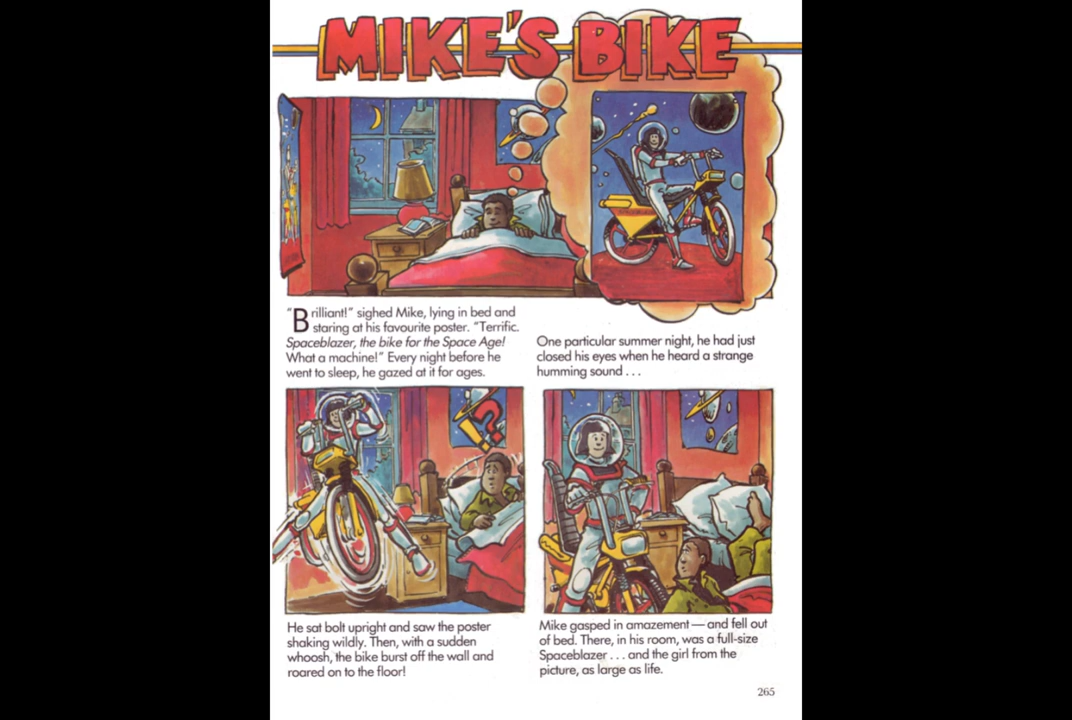 MIKE'S BIKE
"Brilliant!" sighed Mike, lying in bed and
staring at his favourite poster. "Terrific.
Spaceblazer, the bike for the Space Age!
What a machine!" Every night before he
went to sleep, he gazed at it for ages.
One particular summer night, he had just
closed his eyes when he heard a strange
humming sound . . .
!?
He sat bolt upright and saw the poster
shaking wildly. Then, with a sudden
whoosh, the bike burst off the wall and
roared on to the floor!
Mike gasped in amazement — and fell out
of bed. There, in his room, was a full-size
Spaceblazer . . . and the girl from the
picture, as large as life.
265